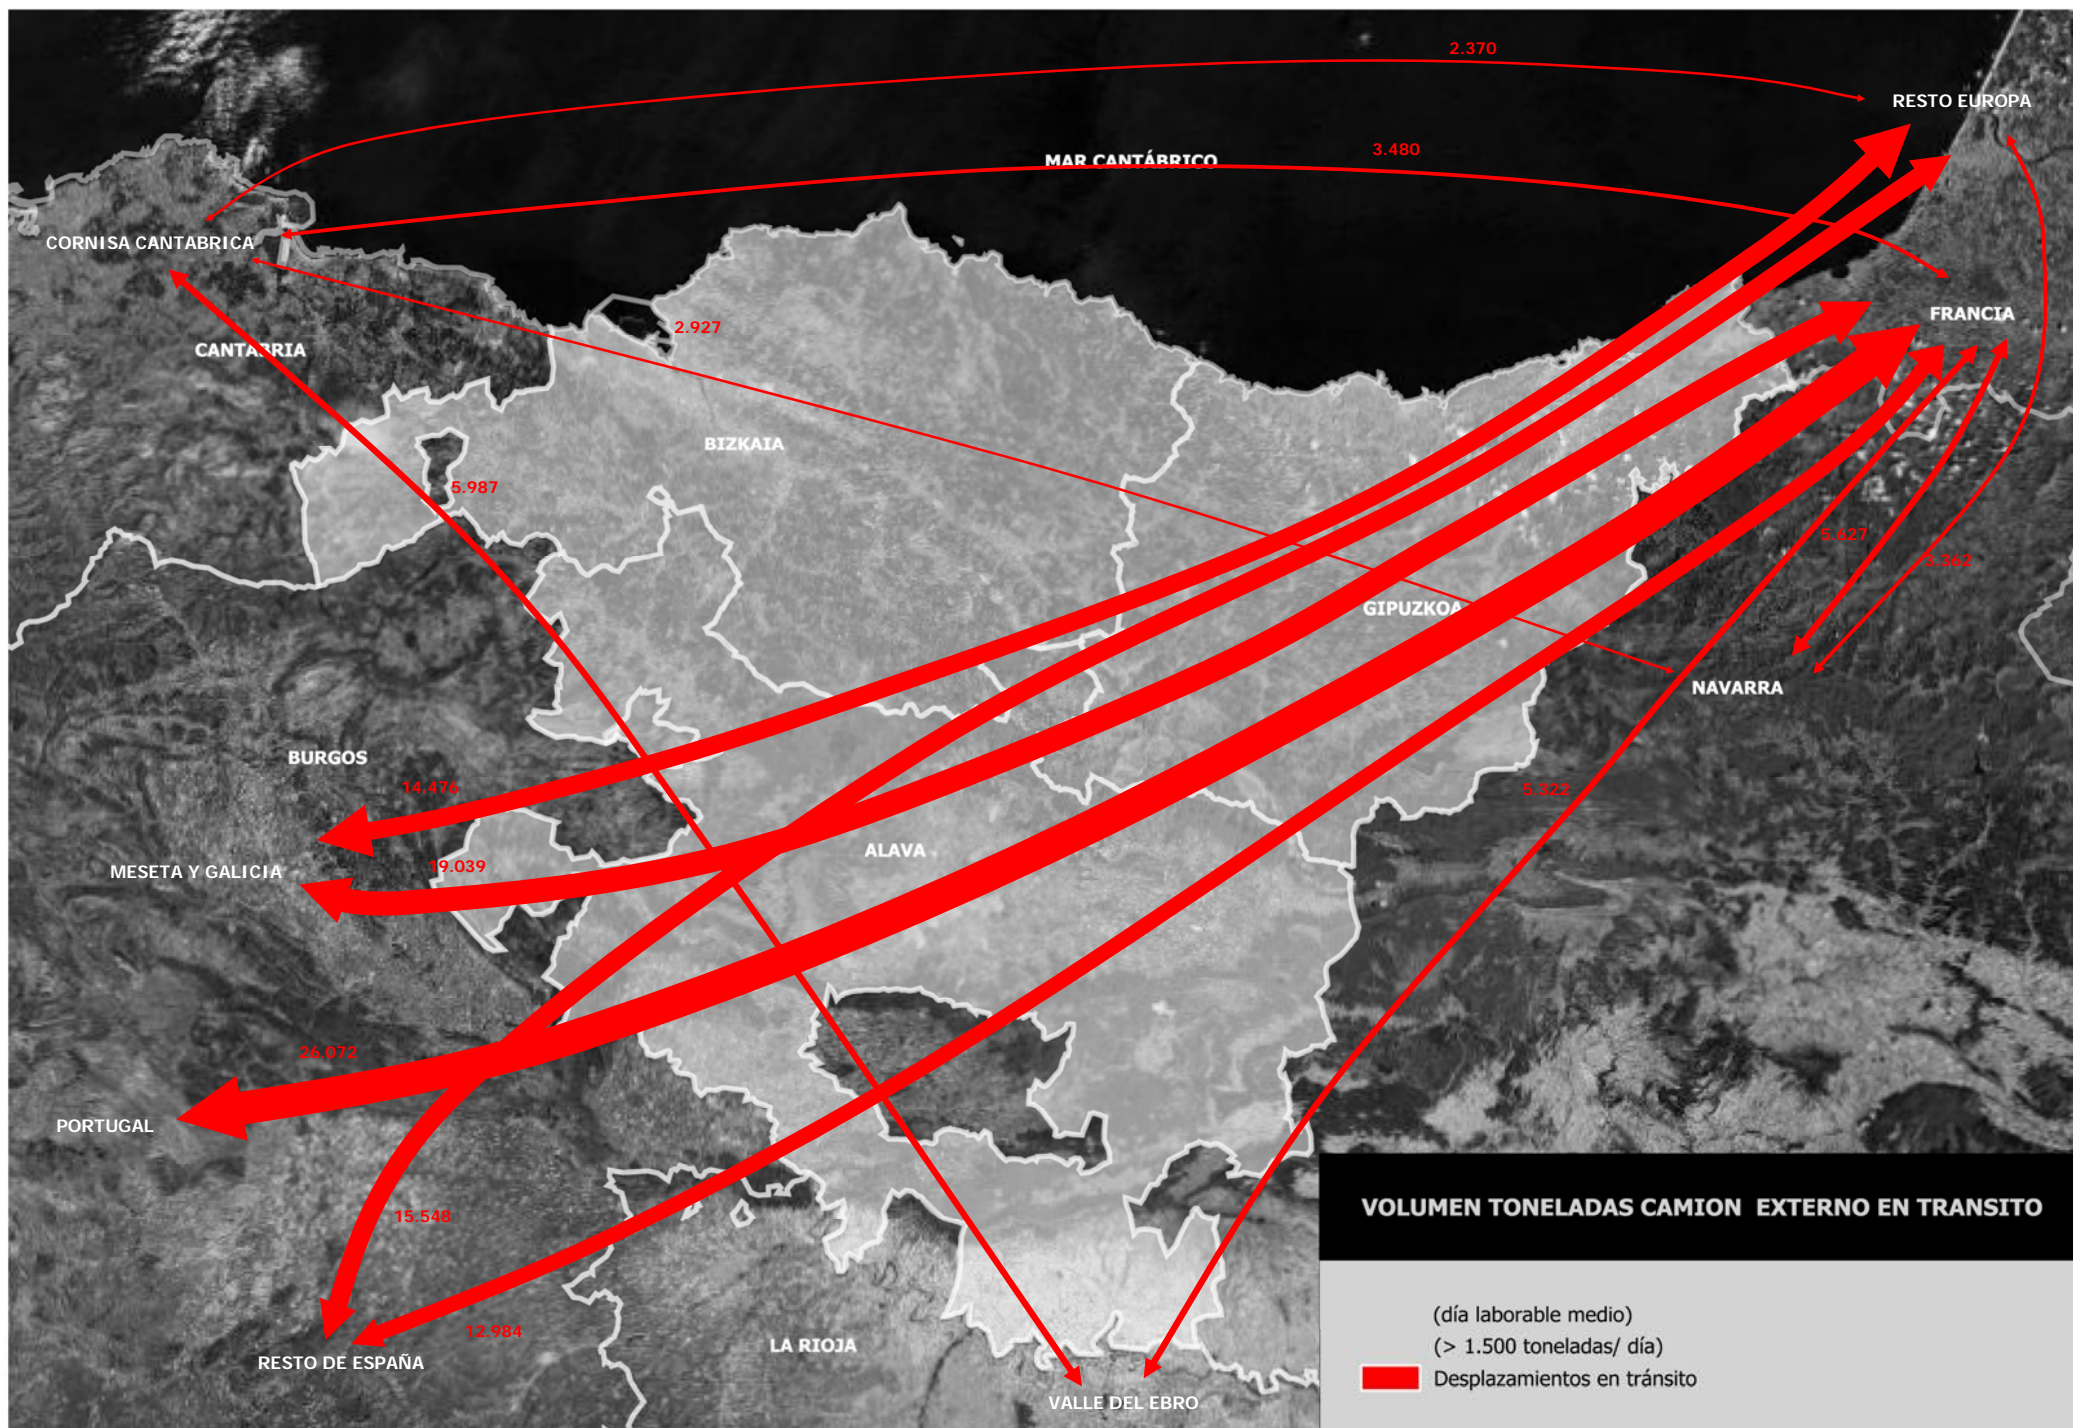 2.370
RESTO EUROPA
3.480
MAR CANTÁBRICO
CORNISA CANTABRICA
FRANCIA
2.927
CANTABRIA
BIZKAIA
5.987
5.627
3.362
GIPUZKOA
NAVARRA
BURGOS
14.476
5.322
ALAVA
19.039
MESETA Y GALICIA
26.072
PORTUGAL
15.548
12.984
RESTO DE ESPAÑA
LA RIOJA
VALLE DEL EBRO
VOLUMEN TONELADAS CAMION EXTERNO EN TRANSITO
(día laborable medio)
(> 1.500 toneladas/ día)
Desplazamientos en tránsito